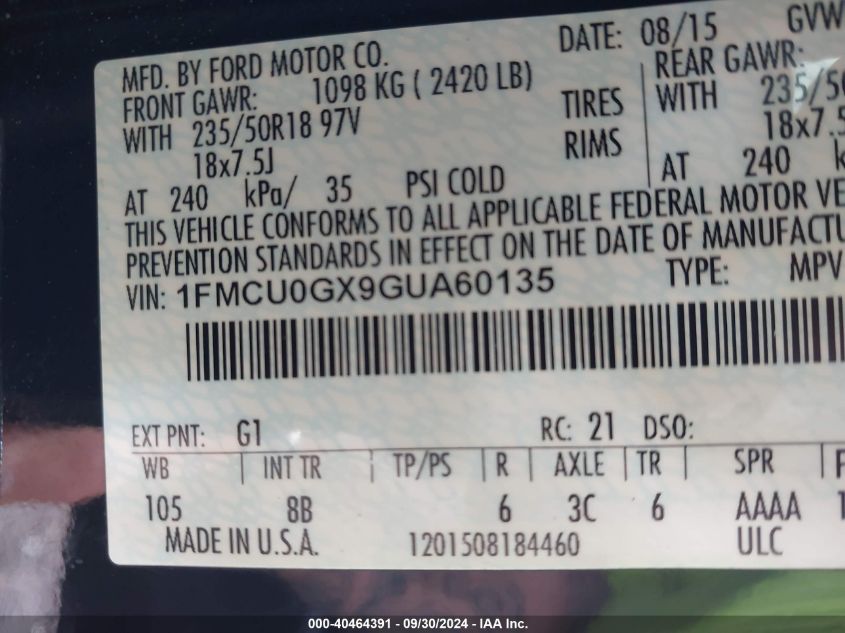 DATE: 08/15 GVW
MFD. BY FORD MOTOR CO.
FRONT GAWR: 1098 KG ( 2420 LB) REAR GAWR:
WITH 235/50R18 97V TIRES WITH 235/50
18x7.5J RIMS 18x7.5
AT 240 kPa/ 35 PSI COLD AT 240 k
THIS VEHICLE CONFORMS TO ALL APPLICABLE FEDERAL MOTOR VE
PREVENTION STANDARDS IN EFFECT ON THE DATE OF MANUFACTU
VIN: 1FMCU0GX9GUA60135 TYPE: MPV
EXT PNT: G1 RC: 21 DSO:
WB INT TR TP/PS R AXLE TR SPR
105 8B 6 3C 6 AAAA 1
MADE IN U.S.A. 1201508184460 ULC
000-40464391 - 09/30/2024 - IAA Inc.